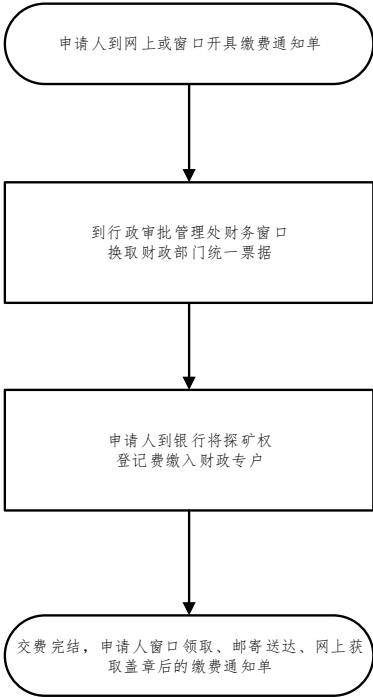 申请人到网上或窗口开具缴费通知单
到行政审批管理处财务窗口
换取财政部门统一票据
申请人到银行将探矿权
登记费缴入财政专户
交费完结，申请人窗口领取、邮寄送达、网上获
取盖章后的缴费通知单